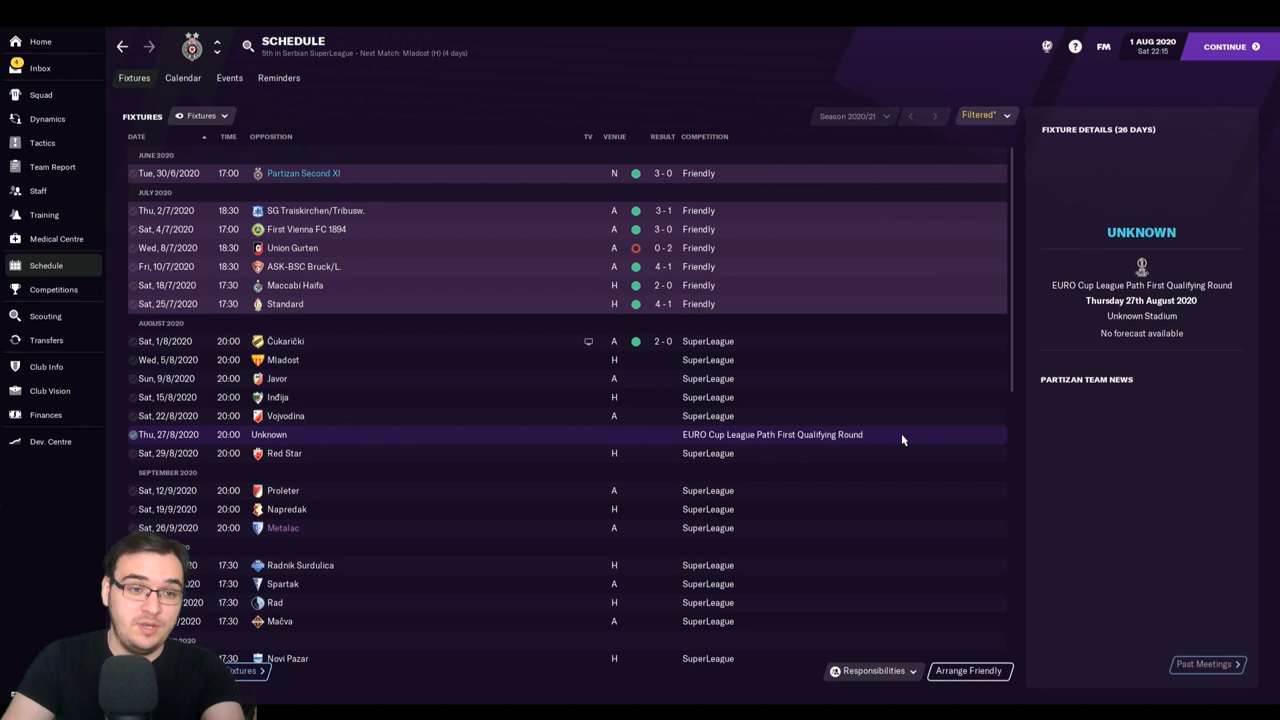 Home
SCHEDULE
5th in Serbian SuperLeague - Next Match: Mladost (H) (4 days)
? FM 1 AUG 2020 Sat 22:15 CONTINUE
4
Inbox
Fixtures Calendar Events Reminders
Squad
Dynamics
Tactics
Team Report
Staff
Training
Medical Centre
Schedule
Competitions
Scouting
Transfers
Club Info
Club Vision
Finances
Dev. Centre
FIXTURES Fixtures Season 2020/21 Filtered*
DATE TIME OPPOSITION TV VENUE RESULT COMPETITION
JUNE 2020
Tue, 30/6/2020 17:00 Partizan Second XI N 3 - 0 Friendly
JULY 2020
Thu, 2/7/2020 18:30 SG Traiskirchen/Tribusw. A 3 - 1 Friendly
Sat, 4/7/2020 17:00 First Vienna FC 1894 A 3 - 0 Friendly
Wed, 8/7/2020 18:30 Union Gurten A 0 - 2 Friendly
Fri, 10/7/2020 18:30 ASK-BSC Bruck/L. A 4 - 1 Friendly
Sat, 18/7/2020 17:30 Maccabi Haifa H 2 - 0 Friendly
Sat, 25/7/2020 17:30 Standard H 4 - 1 Friendly
AUGUST 2020
Sat, 1/8/2020 20:00 Čukarički A 2 - 0 SuperLeague
Wed, 5/8/2020 20:00 Mladost H SuperLeague
Sun, 9/8/2020 20:00 Javor A SuperLeague
Sat, 15/8/2020 20:00 Inđija H SuperLeague
Sat, 22/8/2020 20:00 Vojvodina A SuperLeague
Thu, 27/8/2020 20:00 Unknown EURO Cup League Path First Qualifying Round
Sat, 29/8/2020 20:00 Red Star H SuperLeague
SEPTEMBER 2020
Sat, 12/9/2020 20:00 Proleter A SuperLeague
Sat, 19/9/2020 20:00 Napredak H SuperLeague
Sat, 26/9/2020 20:00 Metalac A SuperLeague
17:30 Radnik Surdulica H SuperLeague
17:30 Spartak A SuperLeague
17:30 Rad H SuperLeague
17:30 Mačva A SuperLeague
17:30 Novi Pazar H SuperLeague
Responsibilities Arrange Friendly
FIXTURE DETAILS (26 DAYS)
UNKNOWN
EURO Cup League Path First Qualifying Round
Thursday 27th August 2020
Unknown Stadium
No forecast available
PARTIZAN TEAM NEWS
Past Meetings